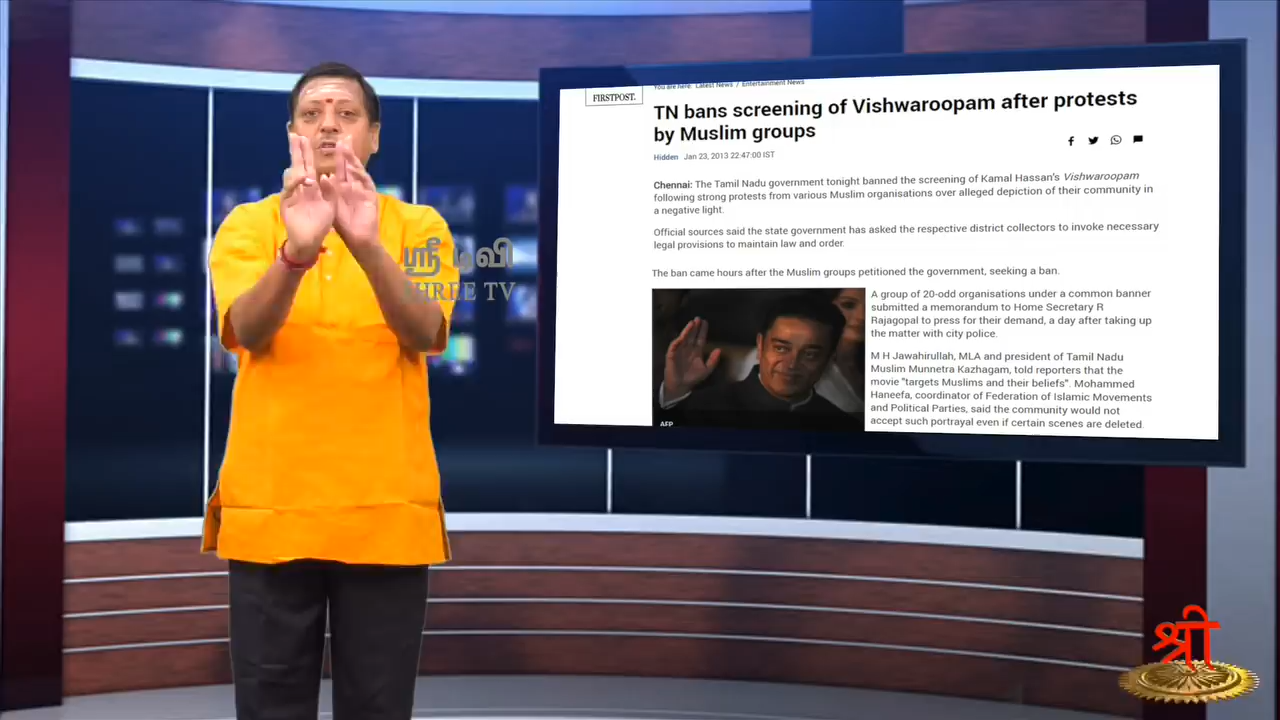 FIRSTPOST.
You are here: Latest News / Entertainment News
TN bans screening of Vishwaroopam after protests
by Muslim groups
Hidden Jan 23, 2013 22:47:00 IST
Chennai: The Tamil Nadu government tonight banned the screening of Kamal Hassan's Vishwaroopam
following strong protests from various Muslim organisations over alleged depiction of their community in
a negative light.
Official sources said the state government has asked the respective district collectors to invoke necessary
legal provisions to maintain law and order.
The ban came hours after the Muslim groups petitioned the government, seeking a ban.
A group of 20-odd organisations under a common banner
submitted a memorandum to Home Secretary R
Rajagopal to press for their demand, a day after taking up
the matter with city police.
M H Jawahirullah, MLA and president of Tamil Nadu
Muslim Munnetra Kazhagam, told reporters that the
movie "targets Muslims and their beliefs". Mohammed
Haneefa, coordinator of Federation of Islamic Movements
and Political Parties, said the community would not
accept such portrayal even if certain scenes are deleted.
AFP
ஸ்ரீ டிவி
SHREE TV
श्री